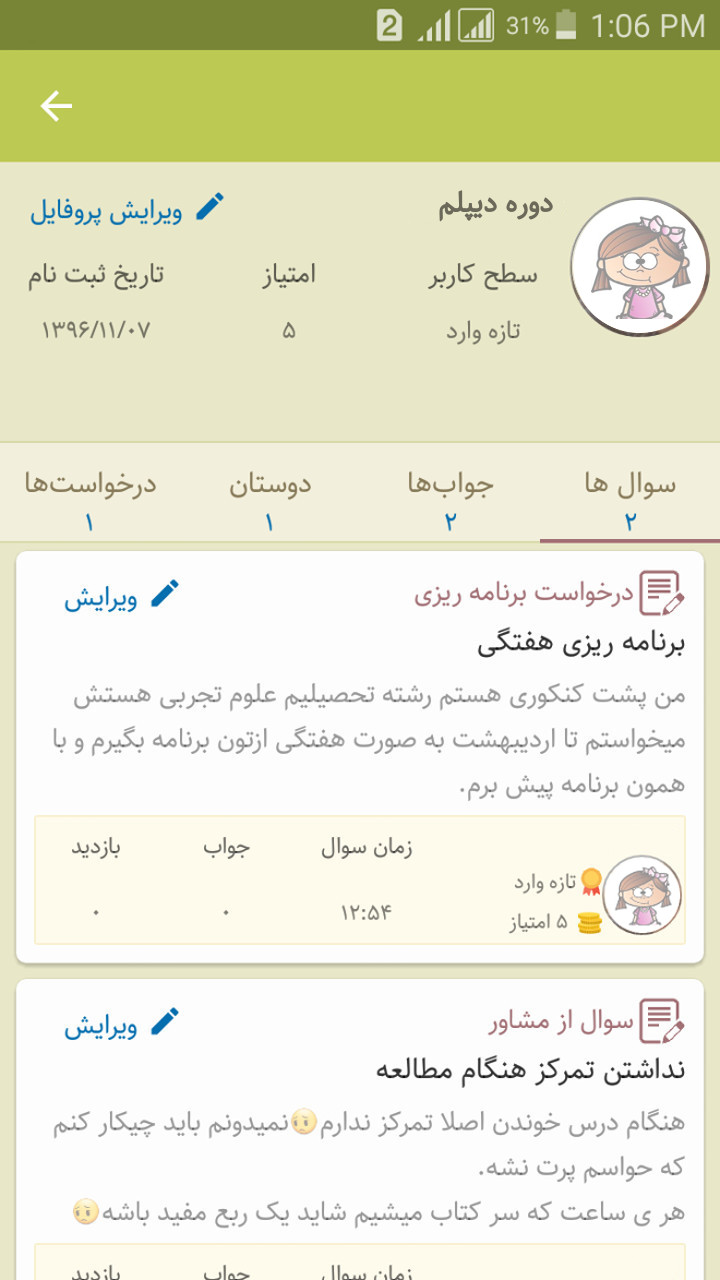 2 31% 1:06 PM
دوره دیپلم
ویرایش پروفایل
سطح کاربر امتیاز تاریخ ثبت نام
تازه وارد ۵ ۱۳۹۶/۱۱/۰۷
سوال ها جواب‌ها دوستان درخواست‌ها
۲ ۲ ۱ ۱
درخواست برنامه ریزی ویرایش
برنامه ریزی هفتگی
من پشت کنکوری هستم رشته تحصیلیم علوم تجربی هستش
میخواستم تا اردیبهشت به صورت هفتگی ازتون برنامه بگیرم و با
همون برنامه پیش برم.
زمان سوال جواب بازدید
تازه وارد
۱۲:۵۴ ۰ ۰
۵ امتیاز
سوال از مشاور ویرایش
نداشتن تمرکز هنگام مطالعه
هنگام درس خوندن اصلا تمرکز ندارم😔نمیدونم باید چیکار کنم
که حواسم پرت نشه.
هر ی ساعت که سر کتاب میشیم شاید یک ربع مفید باشه😔
زمان سوال جواب بازدید